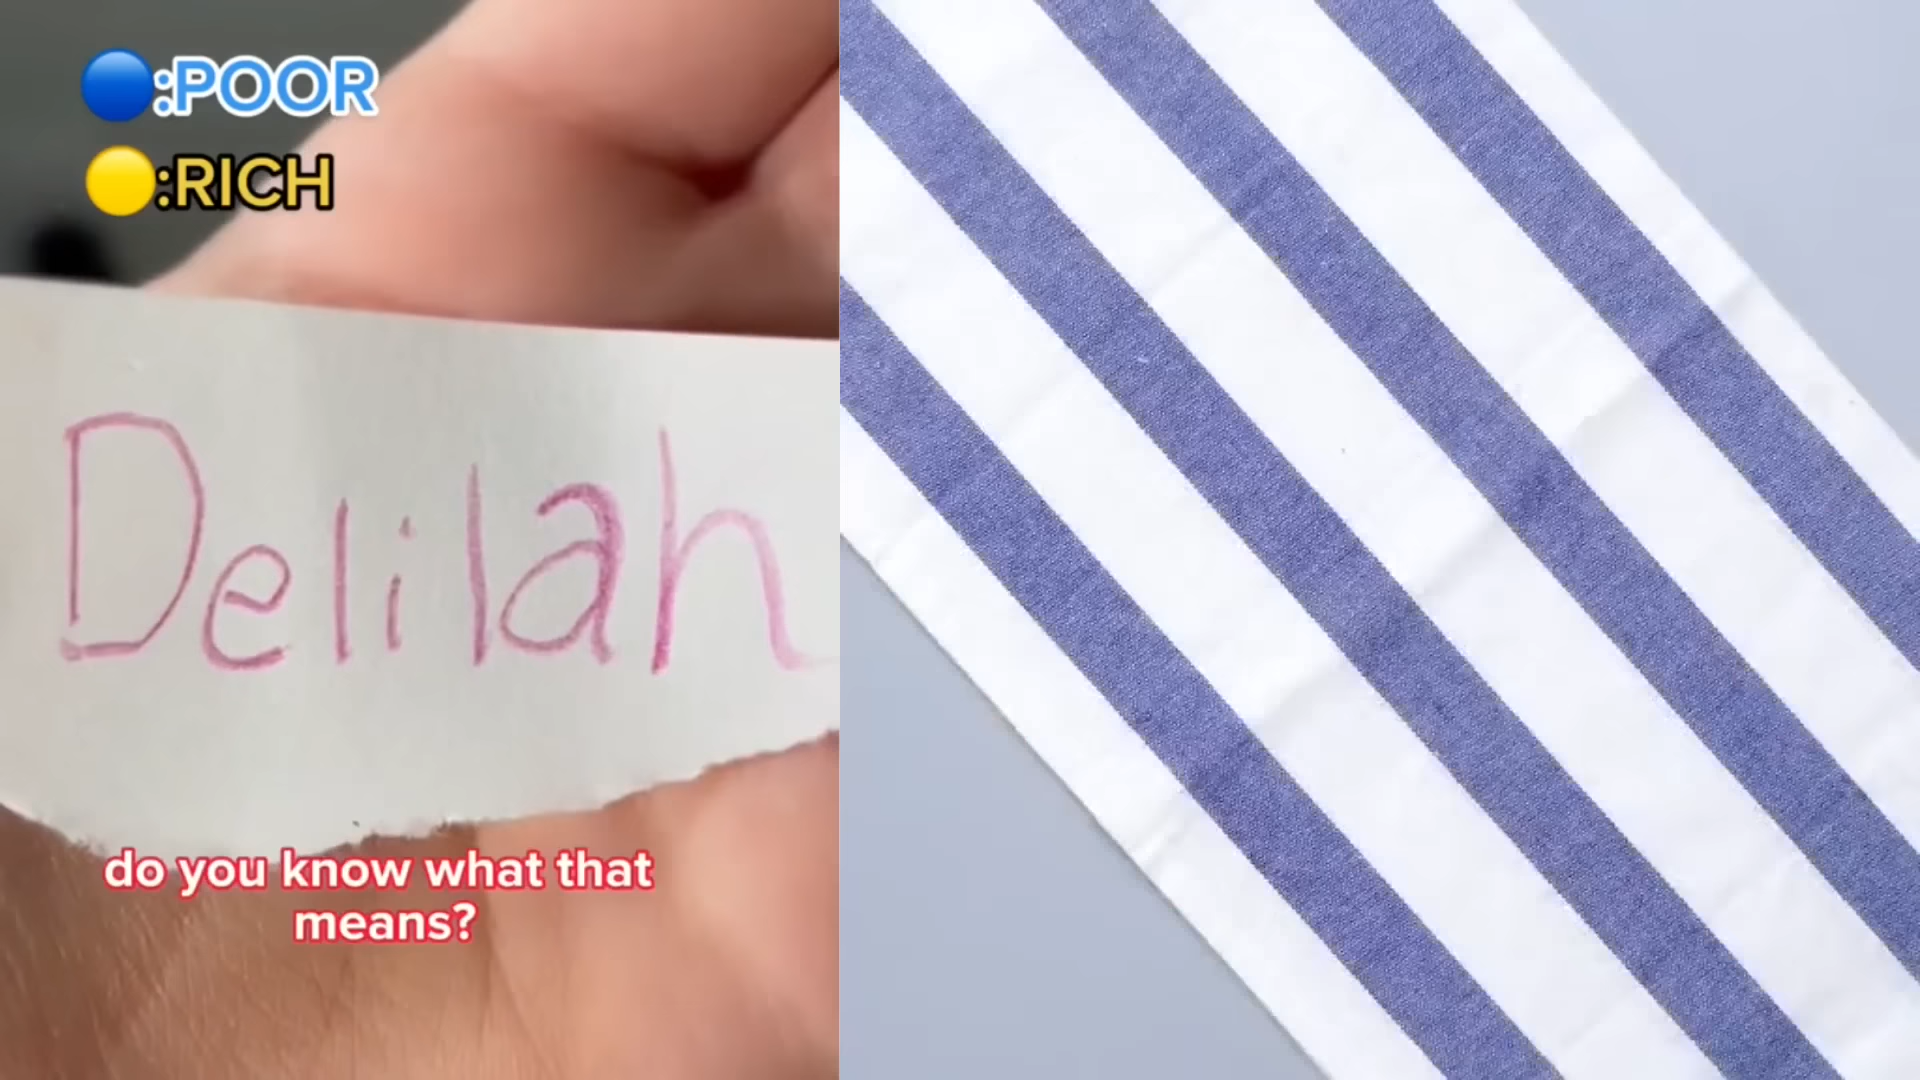 🔵:POOR
🟡:RICH
Delilah
do you know what that
means?